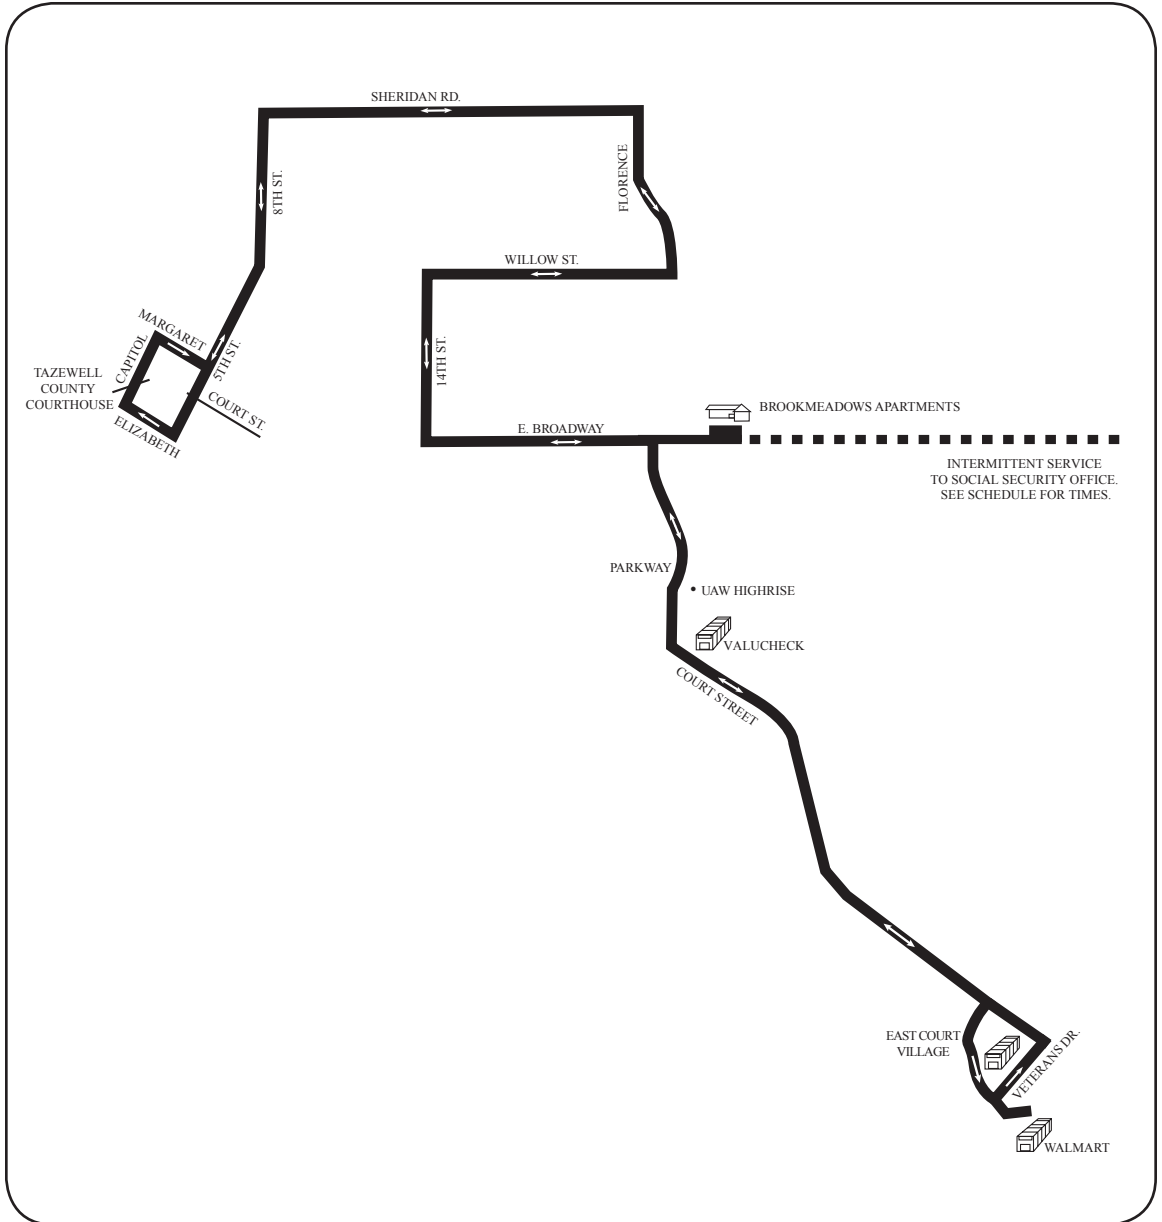 SHERIDAN RD.
FLORENCE
8TH ST.
WILLOW ST.
MARGARET
CAPITOL
5TH ST.
14TH ST.
TAZEWELL
COUNTY
COURTHOUSE
COURT ST.
ELIZABETH
E. BROADWAY
BROOKMEADOWS APARTMENTS
INTERMITTENT SERVICE
TO SOCIAL SECURITY OFFICE.
SEE SCHEDULE FOR TIMES.
PARKWAY
UAW HIGHRISE
VALUCHECK
COURT STREET
EAST COURT
VILLAGE
VETERANS DR.
WALMART